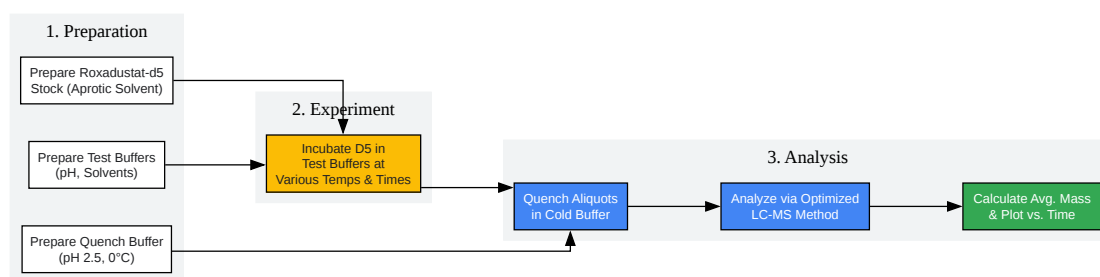 1. Preparation
Prepare Roxadustat-d5
Stock (Aprotic Solvent)
Prepare Test Buffers
(pH, Solvents)
Prepare Quench Buffer
(pH 2.5, 0°C)
2. Experiment
Incubate D5 in
Test Buffers at
Various Temps & Times
3. Analysis
Quench Aliquots
in Cold Buffer
Analyze via Optimized
LC-MS Method
Calculate Avg. Mass
& Plot vs. Time